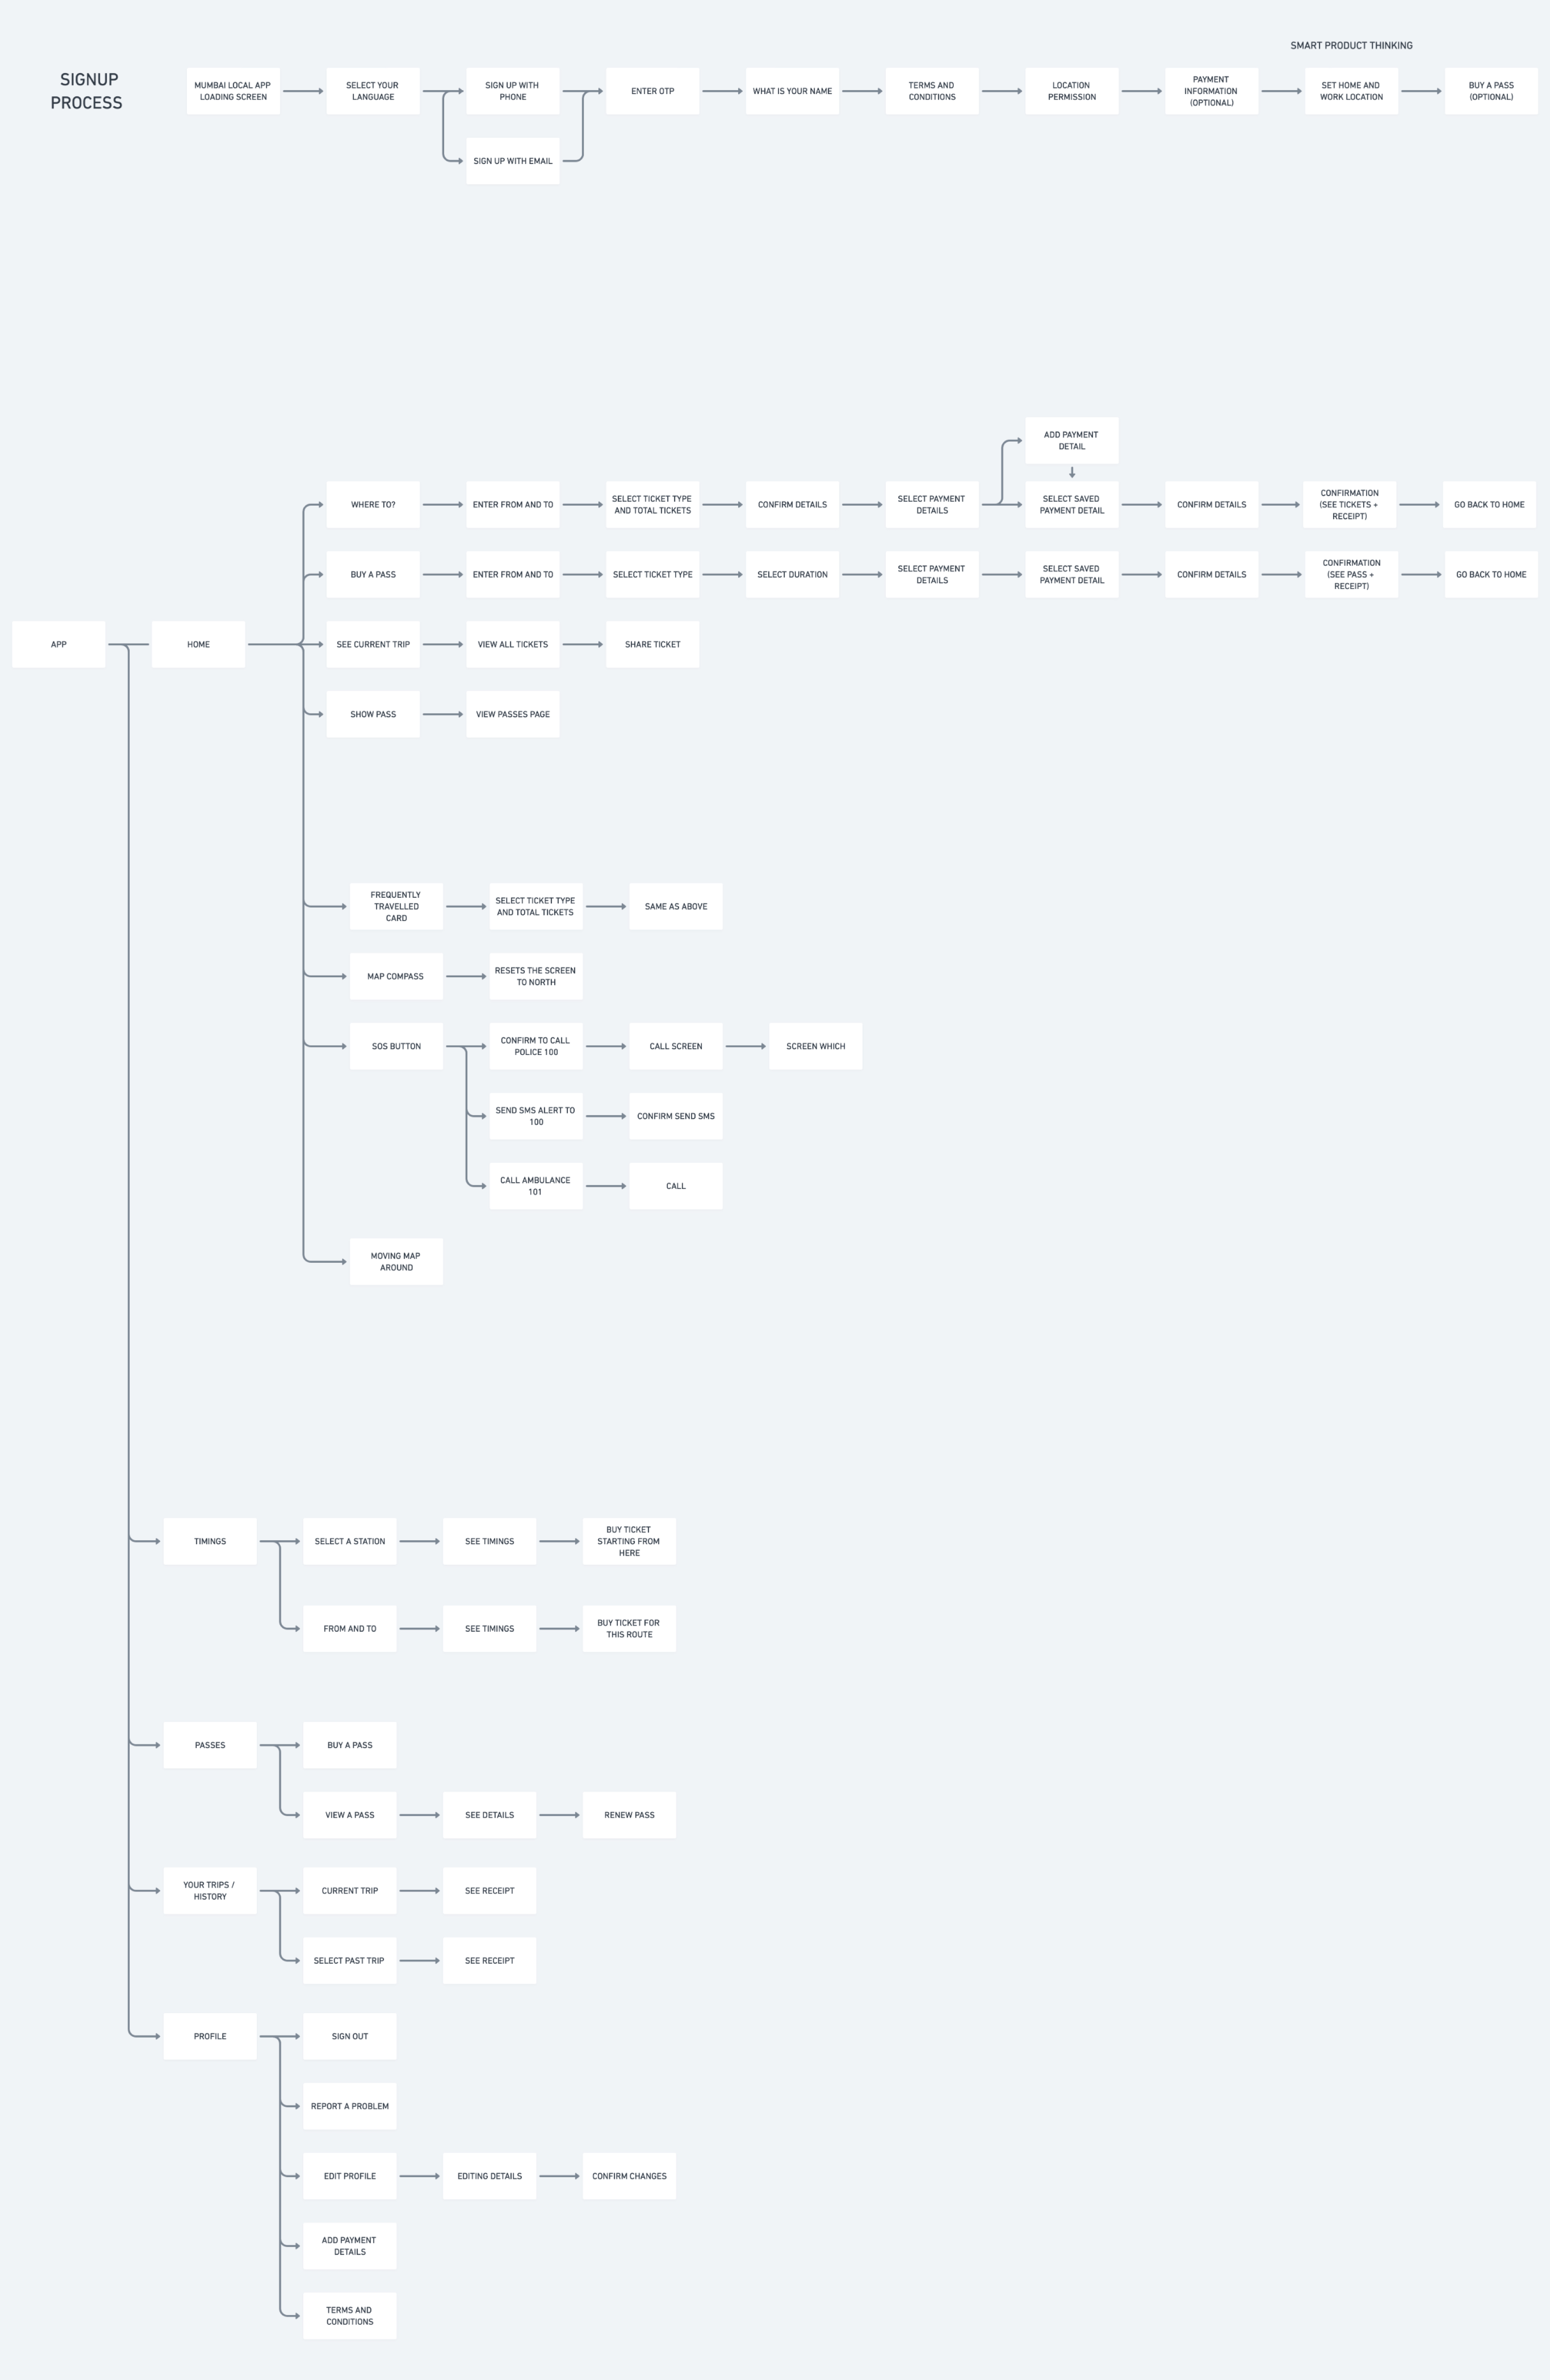 SMART PRODUCT THINKING
SIGNUP
PROCESS
MUMBAI LOCAL APP
LOADING SCREEN
SELECT YOUR
LANGUAGE
SIGN UP WITH
PHONE
ENTER OTP
WHAT IS YOUR NAME
TERMS AND
CONDITIONS
LOCATION
PERMISSION
PAYMENT
INFORMATION
(OPTIONAL)
SET HOME AND
WORK LOCATION
BUY A PASS
(OPTIONAL)
SIGN UP WITH EMAIL
ADD PAYMENT
DETAIL
WHERE TO?
ENTER FROM AND TO
SELECT TICKET TYPE
AND TOTAL TICKETS
CONFIRM DETAILS
SELECT PAYMENT
DETAILS
SELECT SAVED
PAYMENT DETAIL
CONFIRM DETAILS
CONFIRMATION
(SEE TICKETS +
RECEIPT)
GO BACK TO HOME
BUY A PASS
ENTER FROM AND TO
SELECT TICKET TYPE
SELECT DURATION
SELECT PAYMENT
DETAILS
SELECT SAVED
PAYMENT DETAIL
CONFIRM DETAILS
CONFIRMATION
(SEE PASS +
RECEIPT)
GO BACK TO HOME
APP
HOME
SEE CURRENT TRIP
VIEW ALL TICKETS
SHARE TICKET
SHOW PASS
VIEW PASSES PAGE
FREQUENTLY
TRAVELLED
CARD
SELECT TICKET TYPE
AND TOTAL TICKETS
SAME AS ABOVE
MAP COMPASS
RESETS THE SCREEN
TO NORTH
SOS BUTTON
CONFIRM TO CALL
POLICE 100
CALL SCREEN
SCREEN WHICH
SEND SMS ALERT TO
100
CONFIRM SEND SMS
CALL AMBULANCE
101
CALL
MOVING MAP
AROUND
TIMINGS
SELECT A STATION
SEE TIMINGS
BUY TICKET
STARTING FROM
HERE
FROM AND TO
SEE TIMINGS
BUY TICKET FOR
THIS ROUTE
PASSES
BUY A PASS
VIEW A PASS
SEE DETAILS
RENEW PASS
YOUR TRIPS /
HISTORY
CURRENT TRIP
SEE RECEIPT
SELECT PAST TRIP
SEE RECEIPT
PROFILE
SIGN OUT
REPORT A PROBLEM
EDIT PROFILE
EDITING DETAILS
CONFIRM CHANGES
ADD PAYMENT
DETAILS
TERMS AND
CONDITIONS